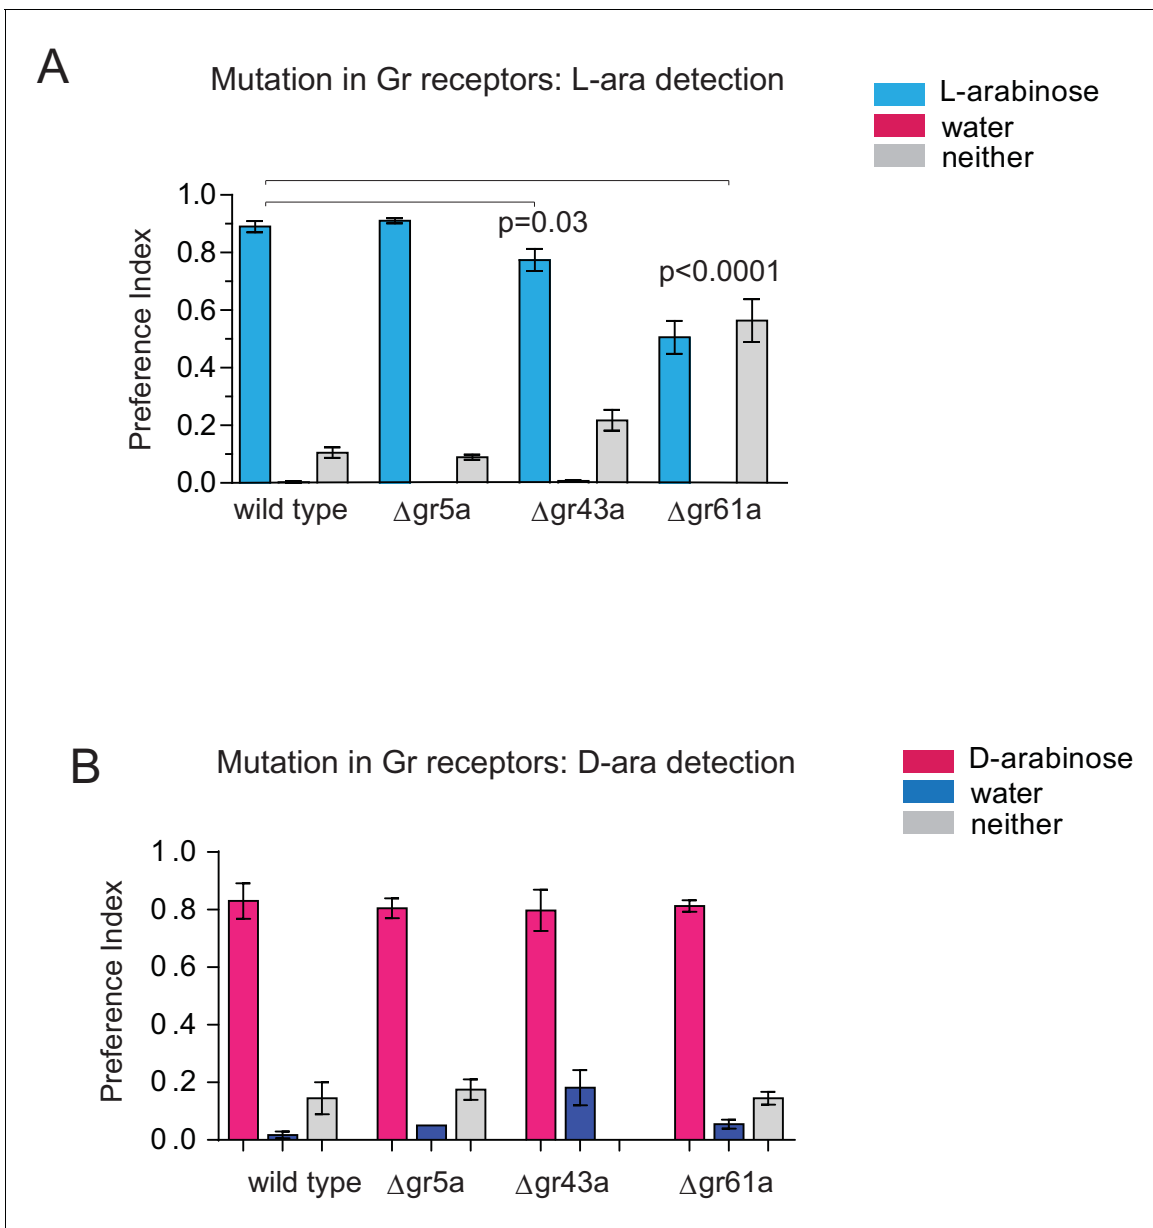 A
Mutation in Gr receptors: L-ara detection
L-arabinose
water
neither
Preference Index
1.0
0.8
0.6
0.4
0.2
0.0
p=0.03
p<0.0001
wild type
Δgr5a
Δgr43a
Δgr61a
B
Mutation in Gr receptors: D-ara detection
D-arabinose
water
neither
Preference Index
1.0
0.8
0.6
0.4
0.2
0.0
wild type
Δgr5a
Δgr43a
Δgr61a